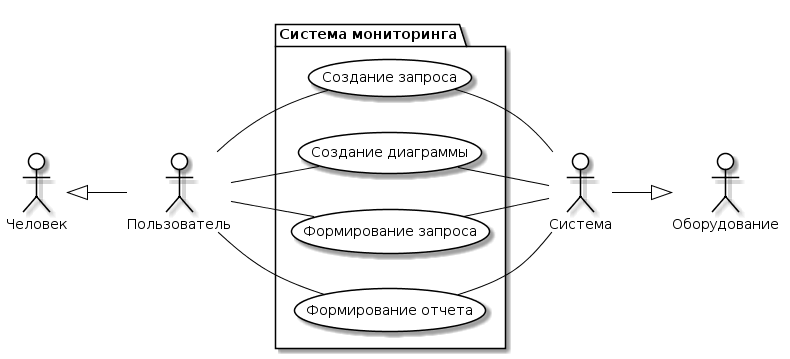 Система мониторинга
Создание запроса
Создание диаграммы
Человек
Пользователь
Формирование запроса
Система
Оборудование
Формирование отчета